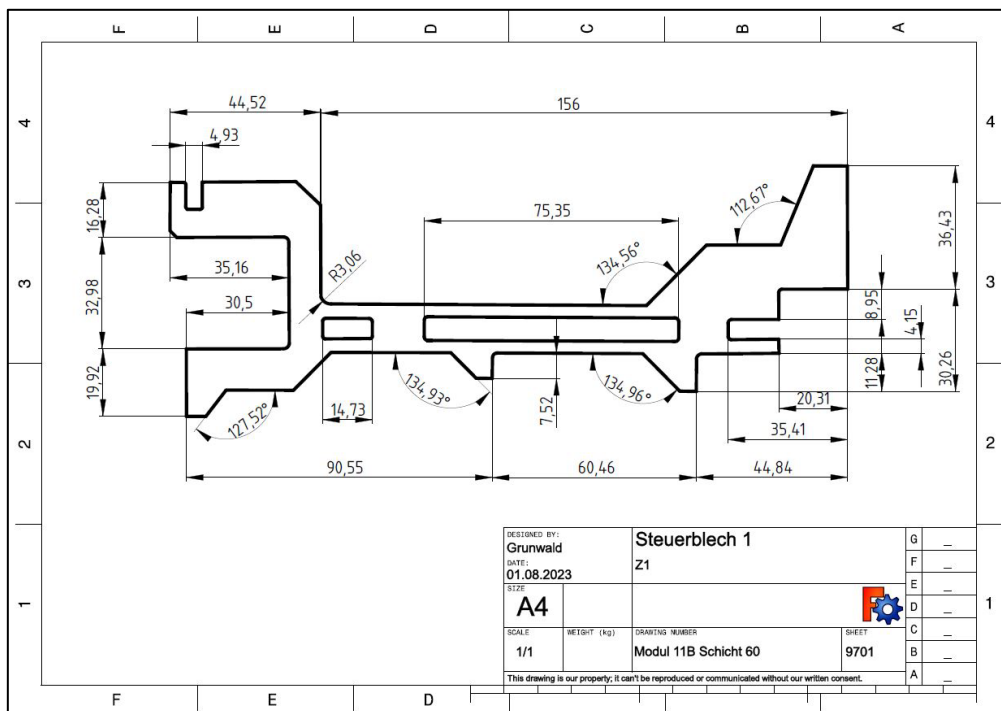 F E D C B A
4 4
44,52 156
4,93
16,28 75,35 112,67° 36,43
3 35,16 R3,06 134,56° 3
32,98 30,5 8,95 4,15
19,92 127,52° 14,73 134,93° 7,52 134,96° 11,28 30,26
20,31
2 35,41 2
90,55 60,46 44,84
DESIGNED BY:
Grunwald
DATE:
01.08.2023
Steuerblech 1
Z1
SIZE
A4
SCALE
1/1
WEIGHT (kg)
DRAWING NUMBER
Modul 11B Schicht 60
SHEET
9701
This drawing is our property; it can't be reproduced or communicated without our written consent.
G _
F _
E _
D _
C _
B _
A _
1 1
F E D